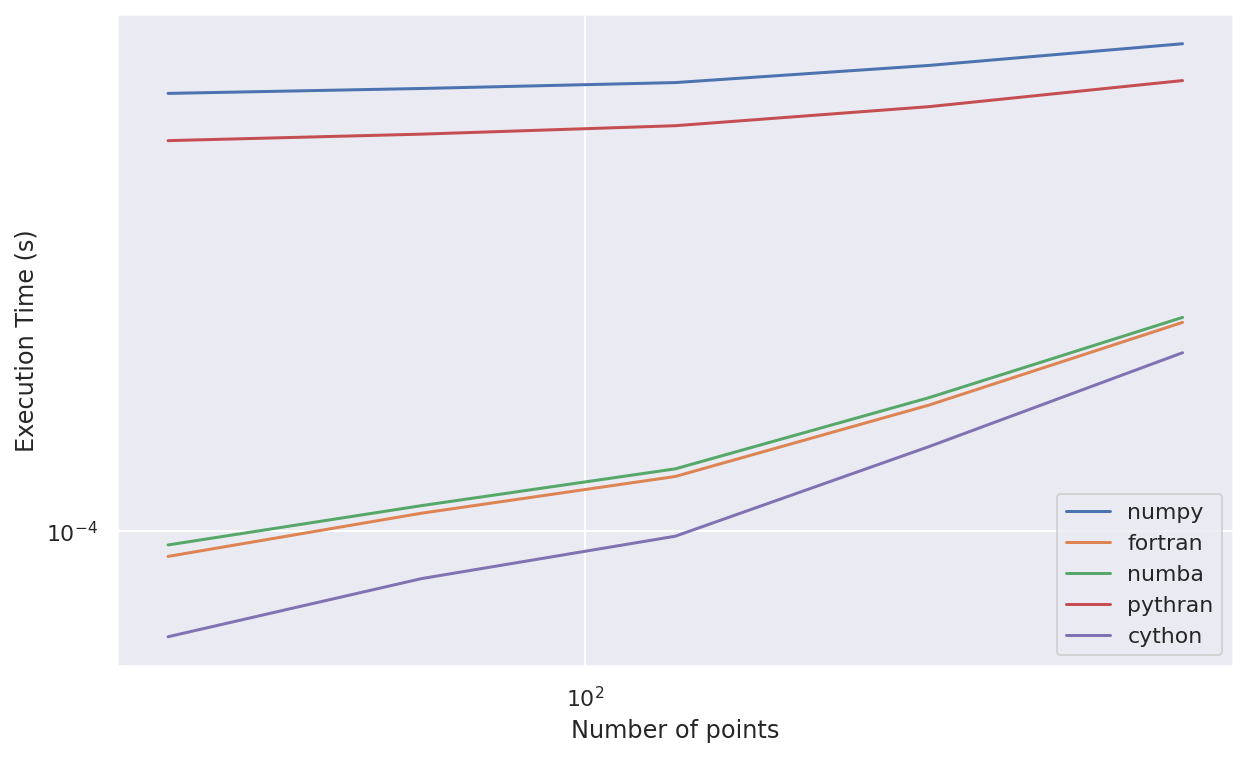 Execution Time (s)
10^-4
10^2
Number of points
numpy
fortran
numba
pythran
cython